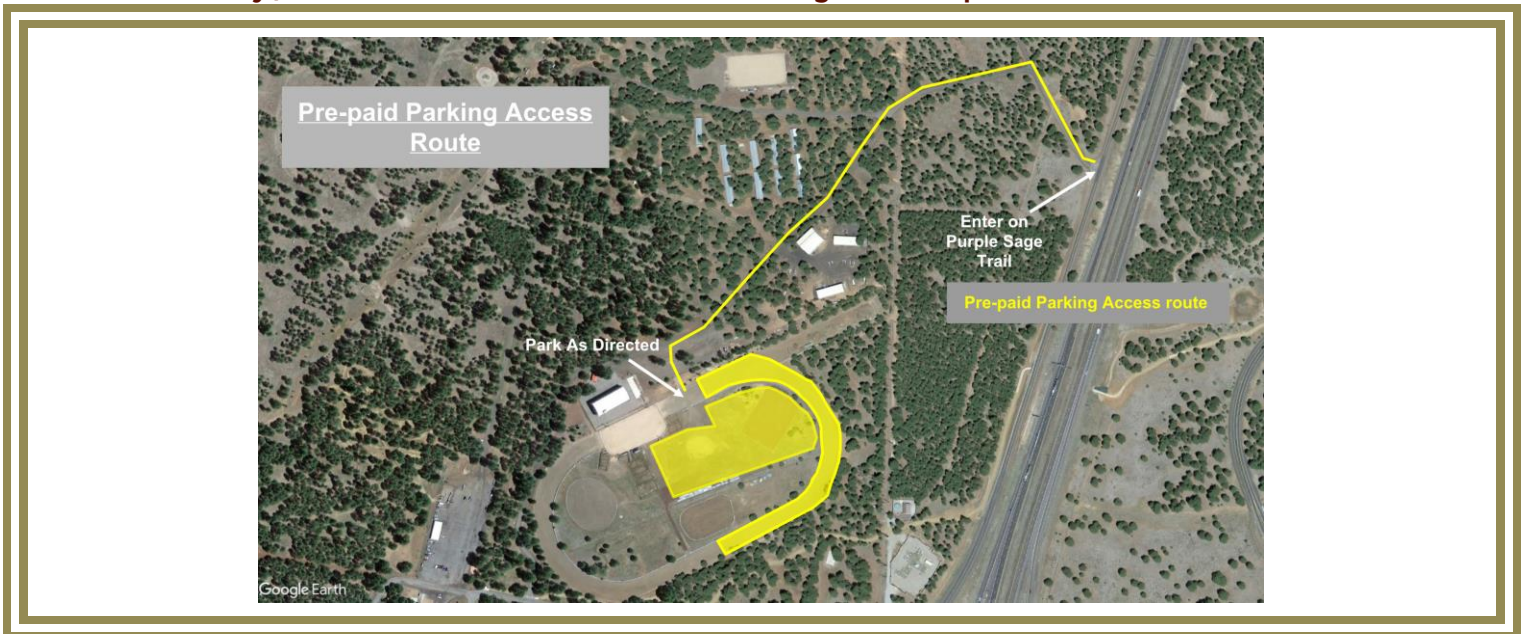 Pre-paid Parking Access
Route
Enter on
Purple Sage
Trail
Pre-paid Parking Access route
Park As Directed
Google Earth